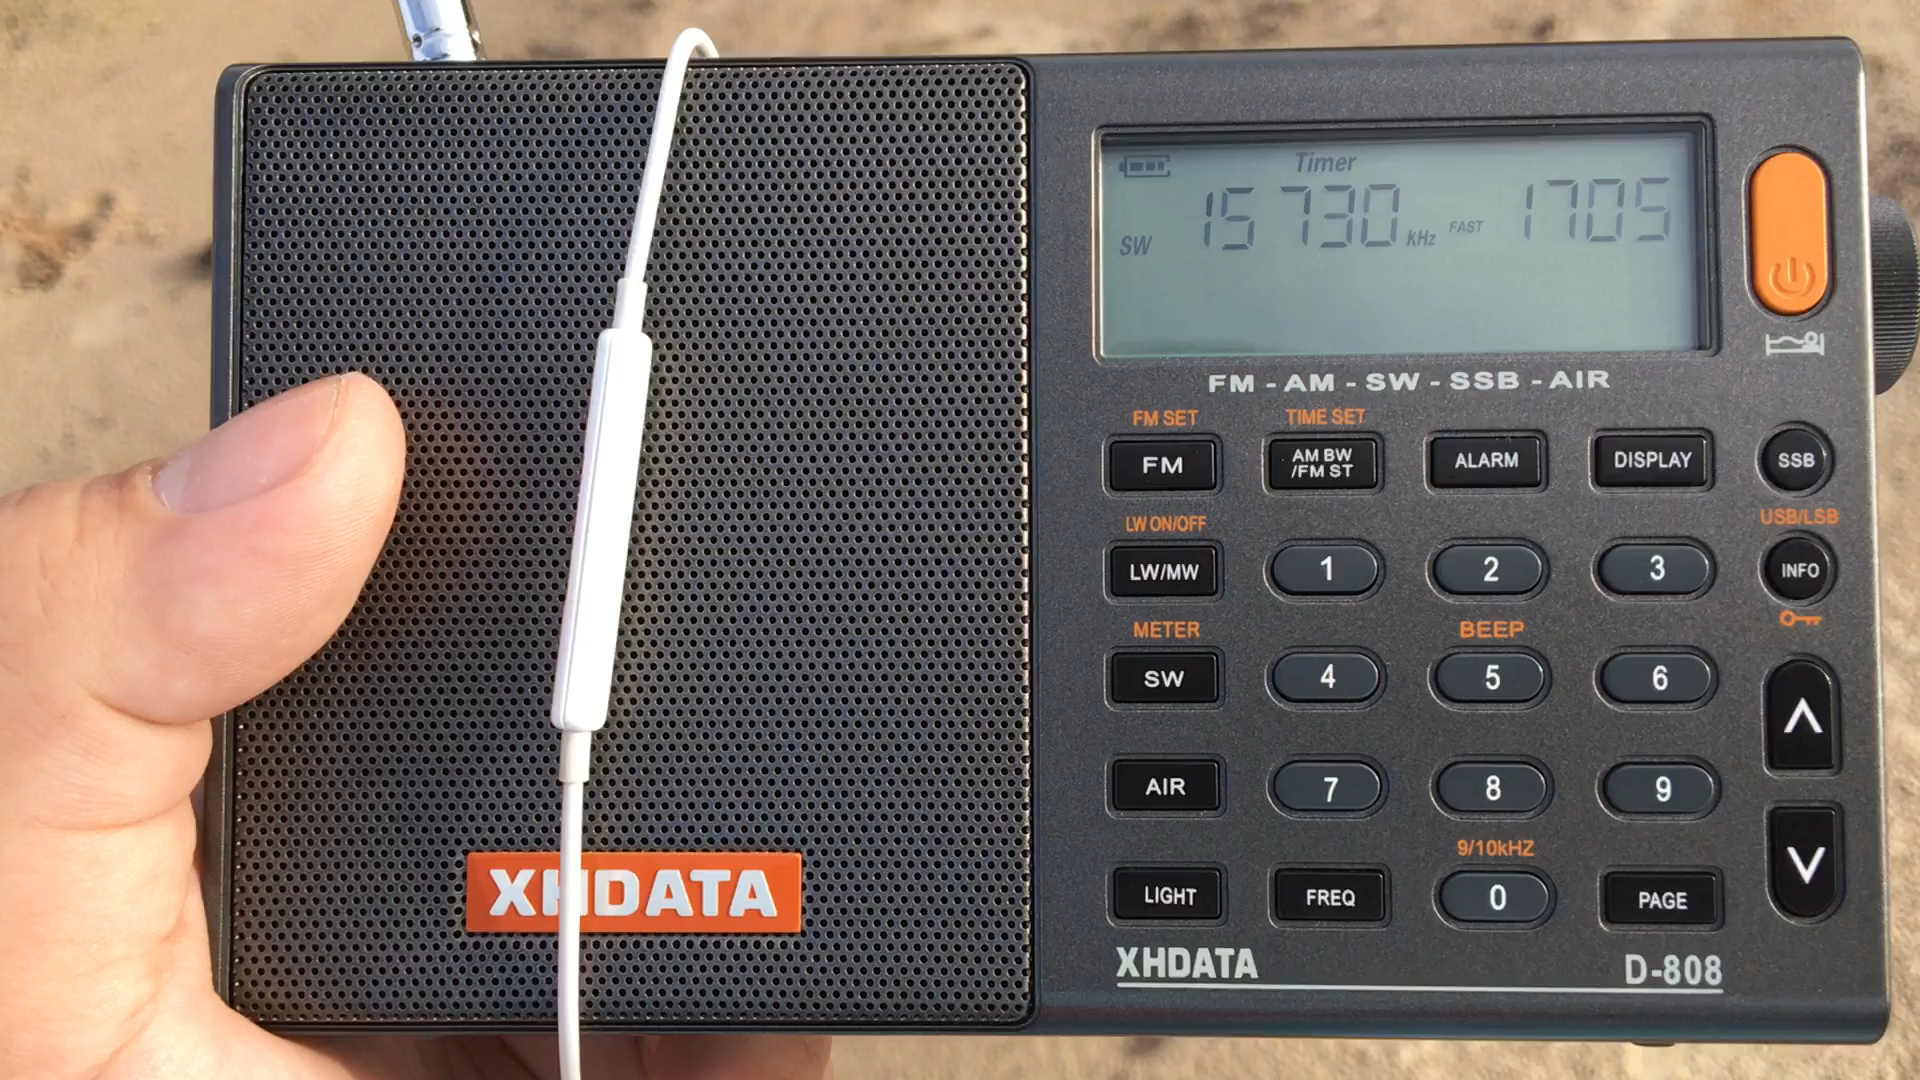 Timer
SW 15730 kHz FAST 1705
FM - AM - SW - SSB - AIR
FM SET TIME SET
FM AM BW /FM ST ALARM DISPLAY SSB
LW ON/OFF USB/LSB
LW/MW 1 2 3 INFO
METER BEEP
SW 4 5 6
AIR 7 8 9
9/10kHZ
LIGHT FREQ 0 PAGE
XHDATA
XHDATA D-808